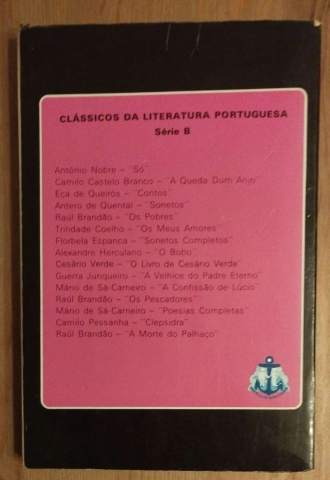 CLÁSSICOS DA LITERATURA PORTUGUESA
Série B
António Nobre – "Só"
Camilo Castelo Branco – "A Queda Dum Anjo"
Eça de Queirós – "Contos"
Antero de Quental – "Sonetos"
Raúl Brandão – "Os Pobres"
Trindade Coelho – "Os Meus Amores"
Florbela Espanca – "Sonetos Completos"
Alexandre Herculano – "O Bobo"
Cesário Verde – "O Livro de Cesário Verde"
Guerra Junqueiro – "A Velhice do Padre Eterno"
Mário de Sá-Carneiro – "A Confissão de Lúcio"
Raúl Brandão – "Os Pescadores"
Mário de Sá-Carneiro – "Poesias Completas"
Camilo Pessanha – "Clepsidra"
Raúl Brandão – "A Morte do Palhaço"